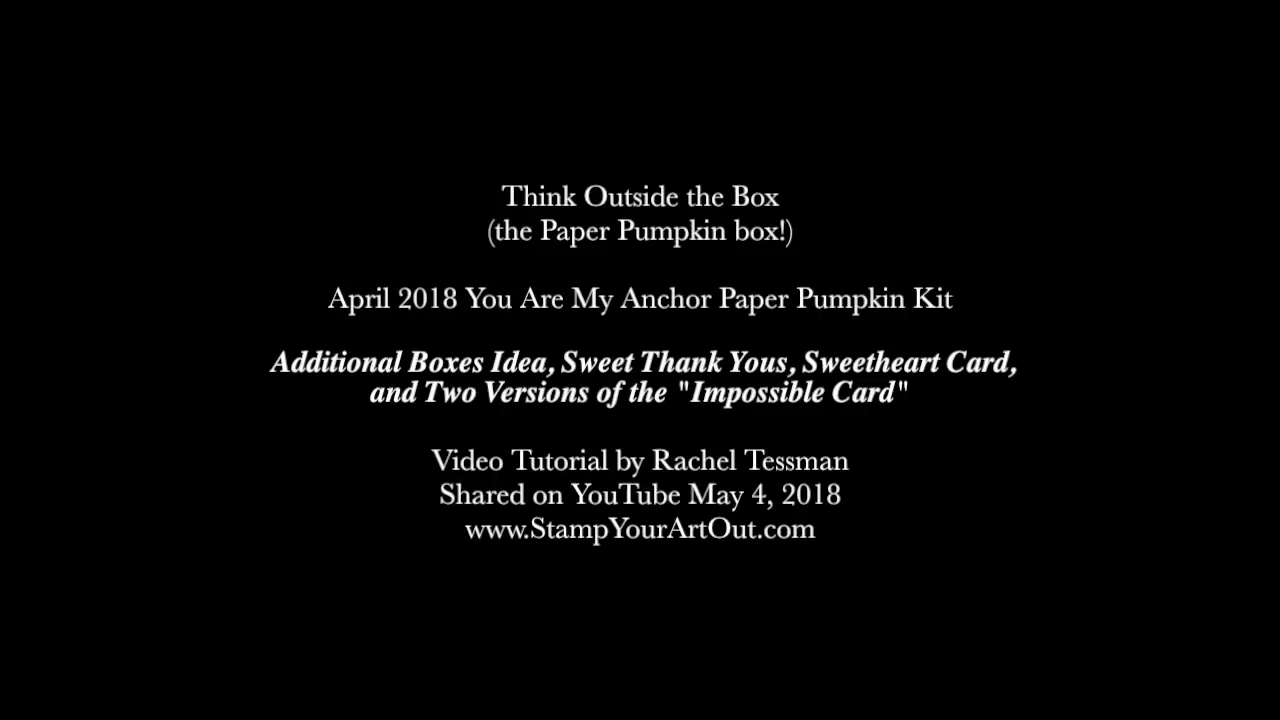 Think Outside the Box
(the Paper Pumpkin box!)
April 2018 You Are My Anchor Paper Pumpkin Kit
Additional Boxes Idea, Sweet Thank Yous, Sweetheart Card,
and Two Versions of the "Impossible Card"
Video Tutorial by Rachel Tessman
Shared on YouTube May 4, 2018
www.StampYourArtOut.com